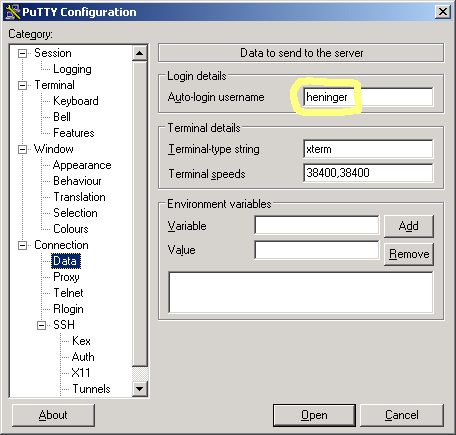 PuTTY Configuration
Category:
Session
Logging
Terminal
Keyboard
Bell
Features
Window
Appearance
Behaviour
Translation
Selection
Colours
Connection
Data
Proxy
Telnet
Rlogin
SSH
Kex
Auth
X11
Tunnels
Data to send to the server
Login details
Auto-login username heninger
Terminal details
Terminal-type string xterm
Terminal speeds 38400,38400
Environment variables
Variable Add
Value Remove
About Open Cancel